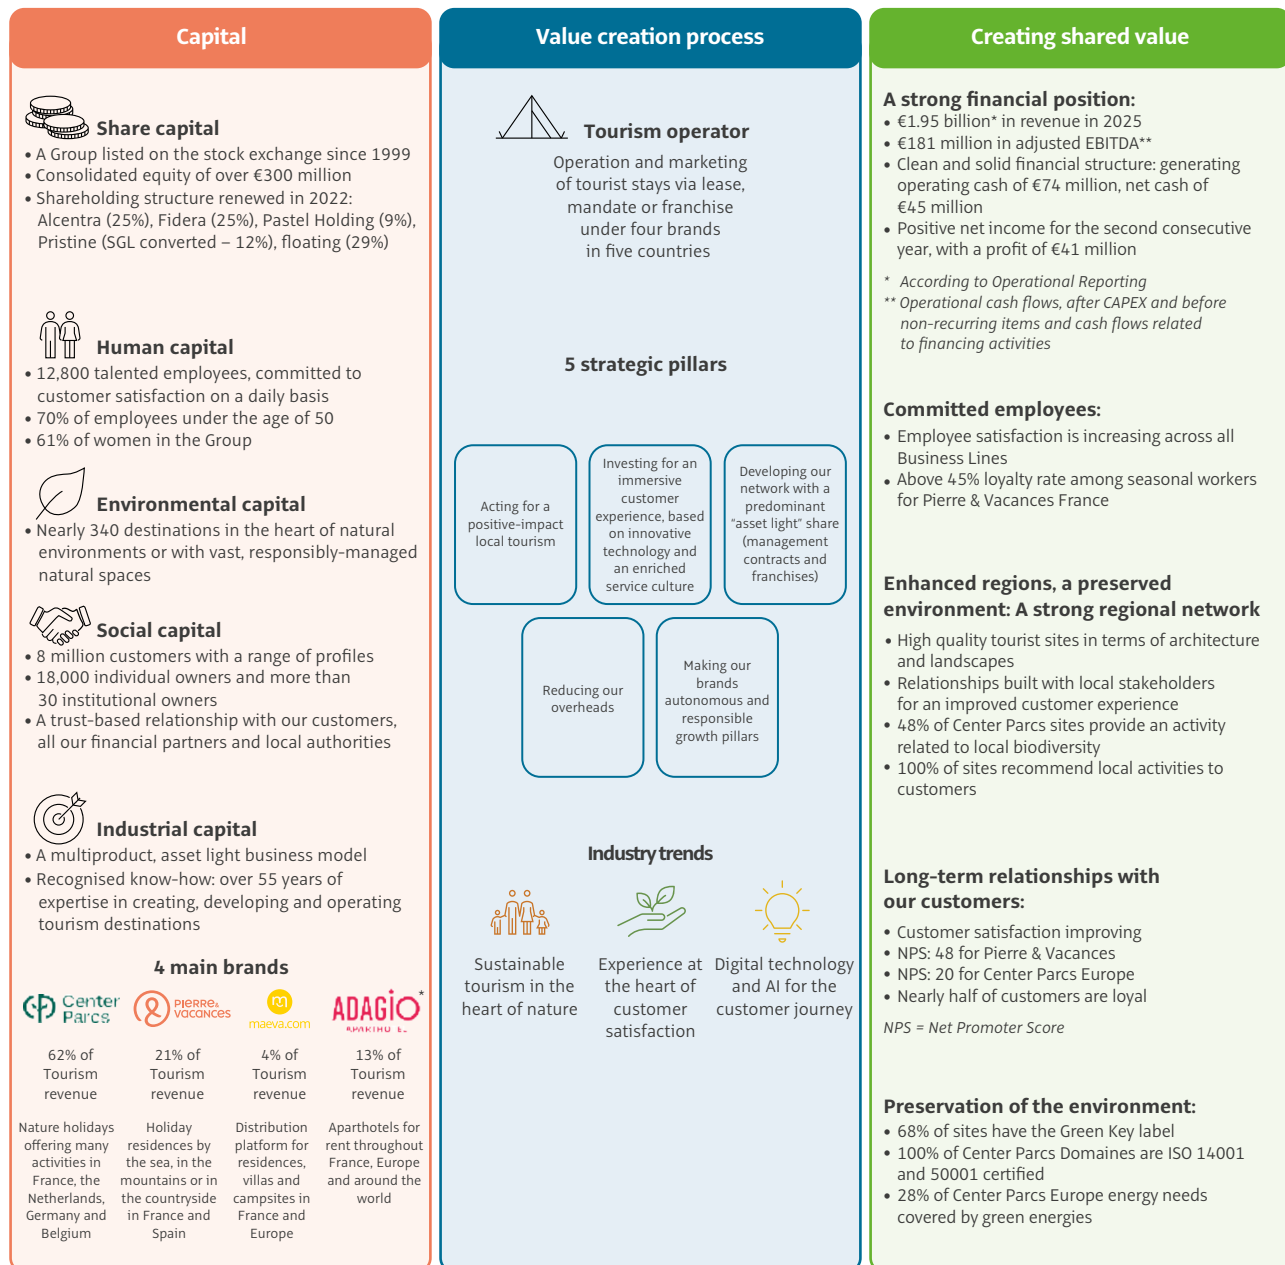 Capital
Share capital
• A Group listed on the stock exchange since 1999
• Consolidated equity of over €300 million
• Shareholding structure renewed in 2022:
Alcentra (25%), Fidera (25%), Pastel Holding (9%),
Pristine (SGL converted – 12%), floating (29%)
Human capital
• 12,800 talented employees, committed to
customer satisfaction on a daily basis
• 70% of employees under the age of 50
• 61% of women in the Group
Environmental capital
• Nearly 340 destinations in the heart of natural
environments or with vast, responsibly-managed
natural spaces
Social capital
• 8 million customers with a range of profiles
• 18,000 individual owners and more than
30 institutional owners
• A trust-based relationship with our customers,
all our financial partners and local authorities
Industrial capital
• A multiproduct, asset light business model
• Recognised know-how: over 55 years of
expertise in creating, developing and operating
tourism destinations
4 main brands
Center
Parcs
PIERRE &
VACANCES
m
maeva.com
ADAGIO*
62% of
Tourism
revenue
21% of
Tourism
revenue
4% of
Tourism
revenue
13% of
Tourism
revenue
Nature holidays
offering many
activities in
France, the
Netherlands,
Germany and
Belgium
Holiday
residences by
the sea, in the
mountains or in
the countryside
in France and
Spain
Distribution
platform for
residences,
villas and
campsites in
France and
Europe
Aparthotels for
rent throughout
France, Europe
and around the
world
Value creation process
Tourism operator
Operation and marketing
of tourist stays via lease,
mandate or franchise
under four brands
in five countries
5 strategic pillars
Acting for a
positive-impact
local tourism
Investing for an
immersive
customer
experience, based
on innovative
technology and
an enriched
service culture
Developing our
network with a
predominant
"asset light" share
(management
contracts and
franchises)
Reducing our
overheads
Making our
brands
autonomous and
responsible
growth pillars
Industry trends
Sustainable
tourism in the
heart of nature
Experience at
the heart of
customer
satisfaction
Digital technology
and AI for the
customer journey
Creating shared value
A strong financial position:
• €1.95 billion* in revenue in 2025
• €181 million in adjusted EBITDA**
• Clean and solid financial structure: generating
operating cash of €74 million, net cash of
€45 million
• Positive net income for the second consecutive
year, with a profit of €41 million
* According to Operational Reporting
** Operational cash flows, after CAPEX and before
non-recurring items and cash flows related
to financing activities
Committed employees:
• Employee satisfaction is increasing across all
Business Lines
• Above 45% loyalty rate among seasonal workers
for Pierre & Vacances France
Enhanced regions, a preserved
environment: A strong regional network
• High quality tourist sites in terms of architecture
and landscapes
• Relationships built with local stakeholders
for an improved customer experience
• 48% of Center Parcs sites provide an activity
related to local biodiversity
• 100% of sites recommend local activities to
customers
Long-term relationships with
our customers:
• Customer satisfaction improving
• NPS: 48 for Pierre & Vacances
• NPS: 20 for Center Parcs Europe
• Nearly half of customers are loyal
NPS = Net Promoter Score
Preservation of the environment:
• 68% of sites have the Green Key label
• 100% of Center Parcs Domaines are ISO 14001
and 50001 certified
• 28% of Center Parcs Europe energy needs
covered by green energies